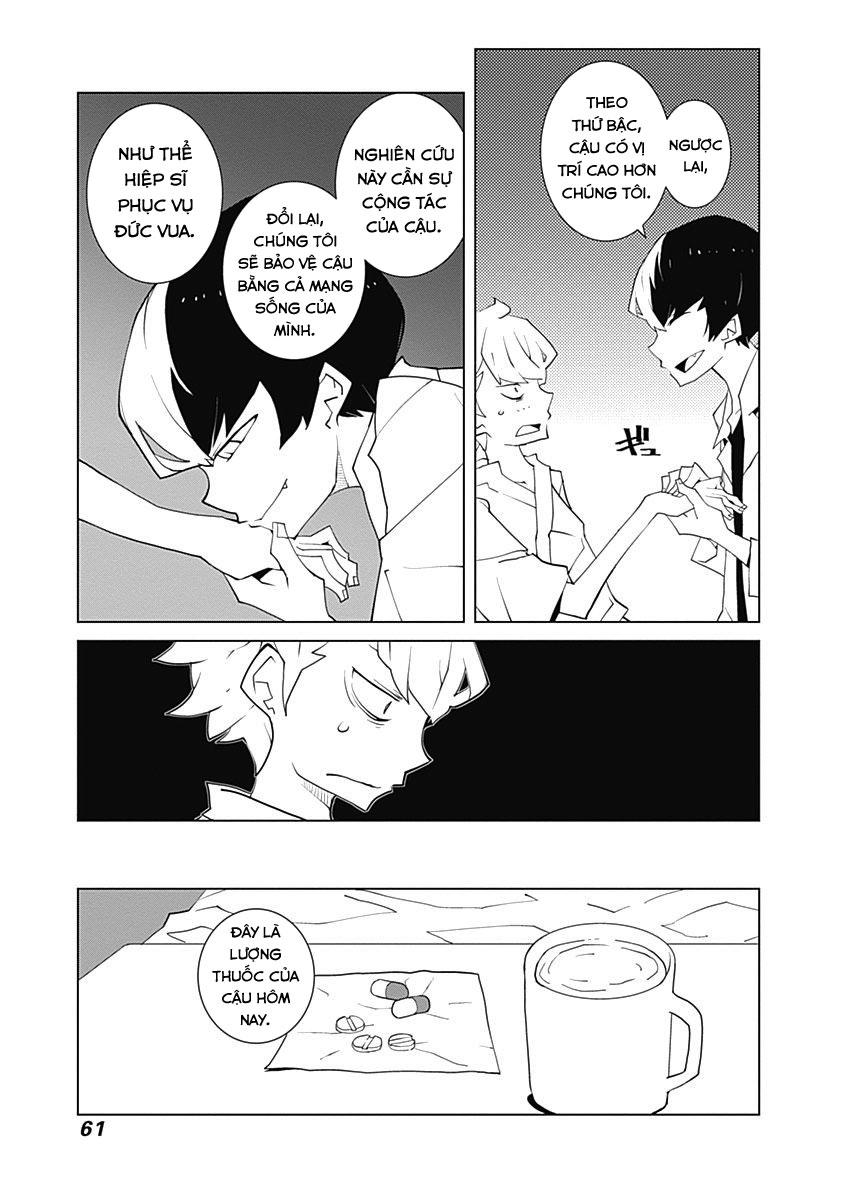 NGƯỢC
LẠI,
THEO
THỨ BẬC,
CẬU CÓ VỊ
TRÍ CAO HƠN
CHÚNG TÔI.
ギュ
NGHIÊN CỨU
NÀY CẦN SỰ
CỘNG TÁC
CỦA CẬU.
ĐỔI LẠI,
CHÚNG TÔI
SẼ BẢO VỆ CẬU
BẰNG CẢ MẠNG
SỐNG CỦA
MÌNH.
NHƯ THỂ
HIỆP SĨ
PHỤC VỤ
ĐỨC VUA.
ĐÂY LÀ
LƯỢNG
THUỐC CỦA
CẬU HÔM
NAY.
61